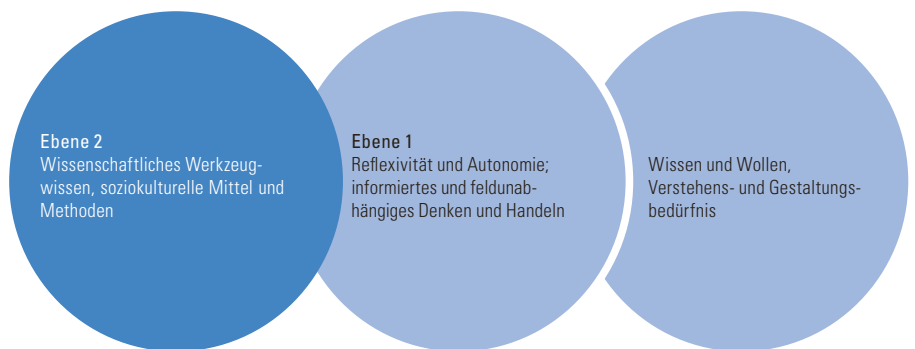 Ebene 2
Wissenschaftliches Werkzeug-
wissen, soziokulturelle Mittel und
Methoden
Ebene 1
Reflexivität und Autonomie;
informiertes und feldunab-
hängiges Denken und Handeln
Wissen und Wollen,
Verstehens- und Gestaltungs-
bedürfnis